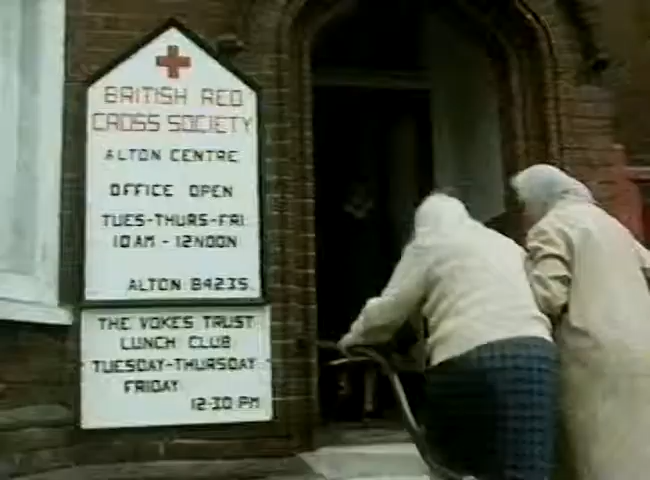 BRITISH RED
CROSS SOCIETY
ALTON CENTRE
OFFICE OPEN
TUES-THURS-FRI
10AM - 12NOON
ALTON 84235
THE VOKES TRUST
LUNCH CLUB
TUESDAY-THURSDAY
FRIDAY
12-30 PM